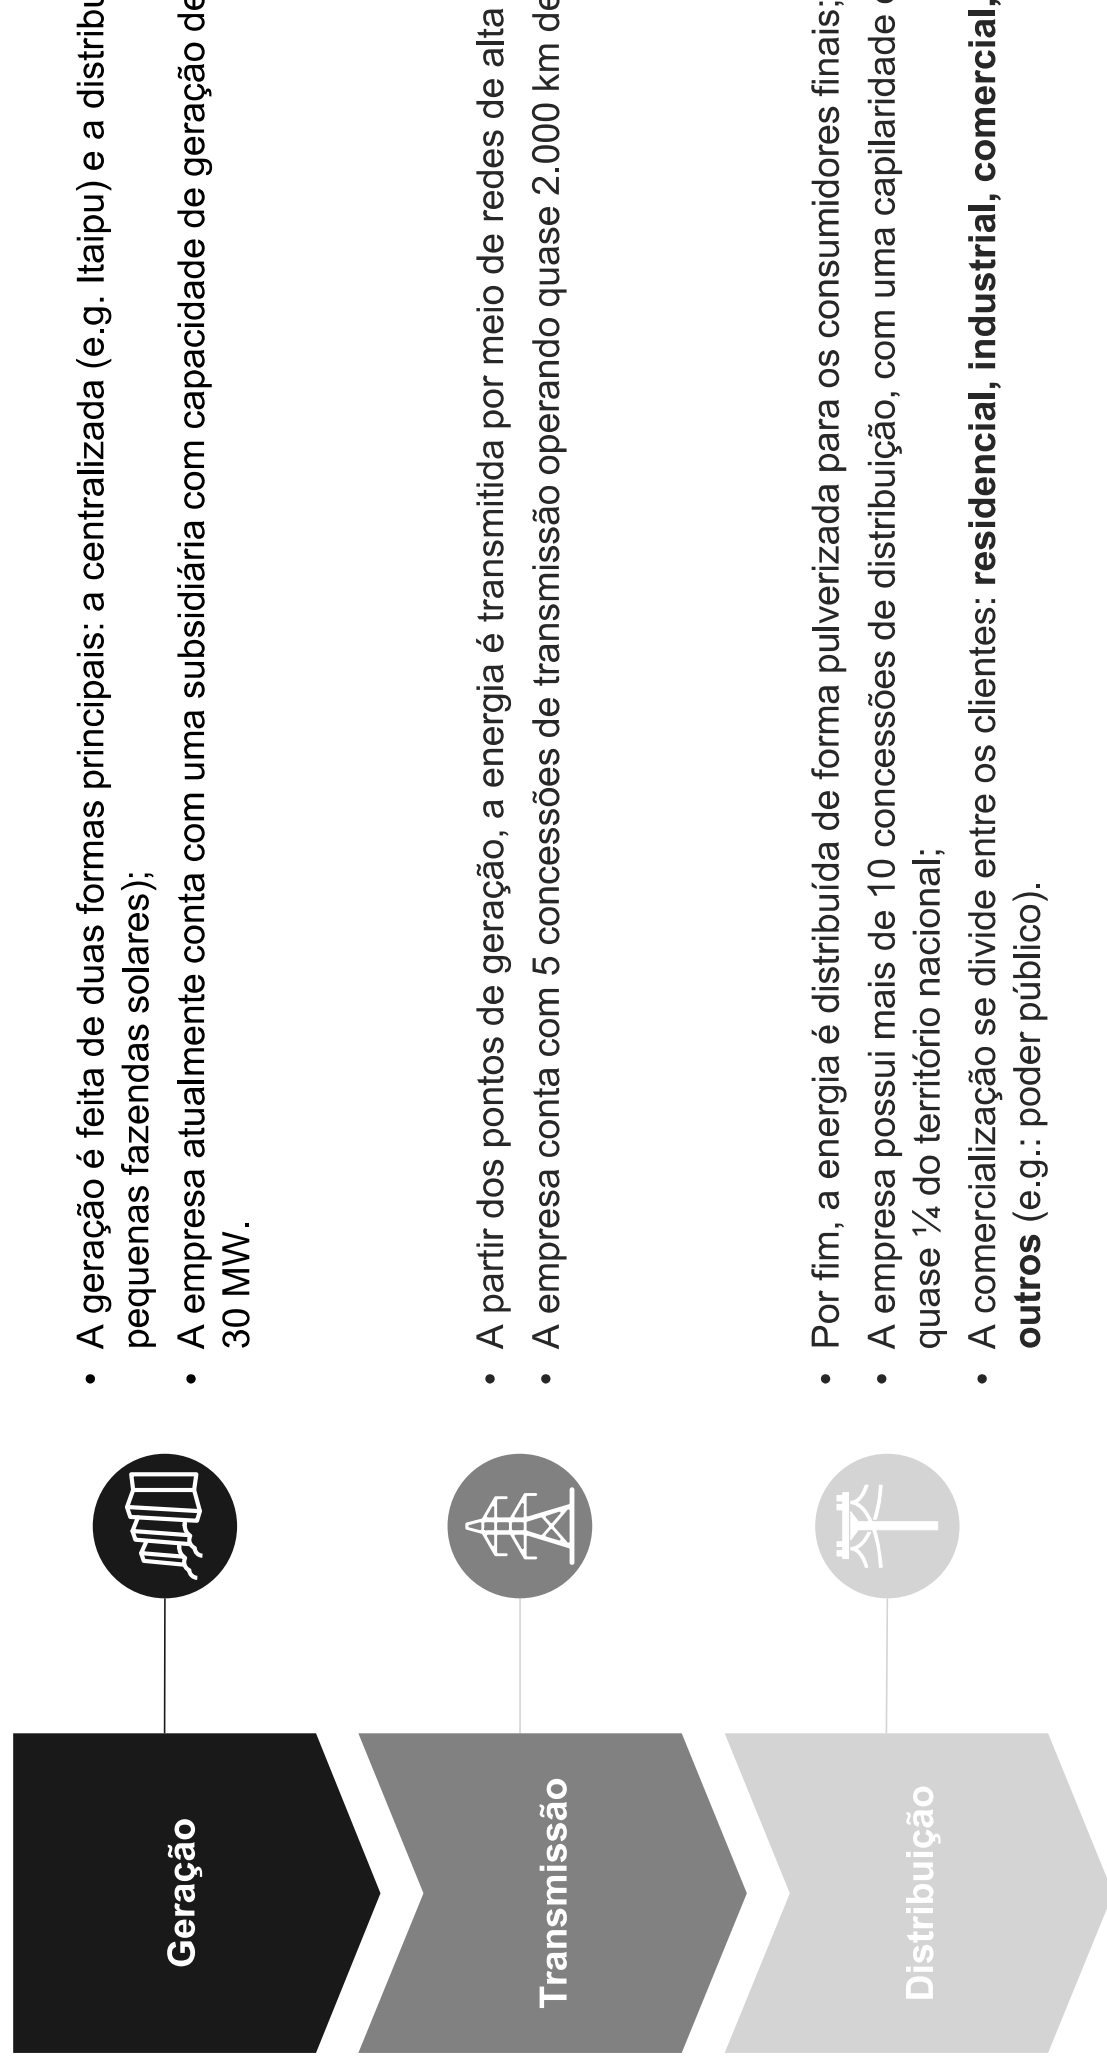 Geração
• A geração é feita de duas formas principais: a centralizada (e.g. Itaipu) e a distribu
pequenas fazendas solares);
• A empresa atualmente conta com uma subsidiária com capacidade de geração de
30 MW.
Transmissão
• A partir dos pontos de geração, a energia é transmitida por meio de redes de alta
• A empresa conta com 5 concessões de transmissão operando quase 2.000 km de
Distribuição
• Por fim, a energia é distribuída de forma pulverizada para os consumidores finais;
• A empresa possui mais de 10 concessões de distribuição, com uma capilaridade
quase ¼ do território nacional;
• A comercialização se divide entre os clientes: residencial, industrial, comercial,
outros (e.g.: poder público).